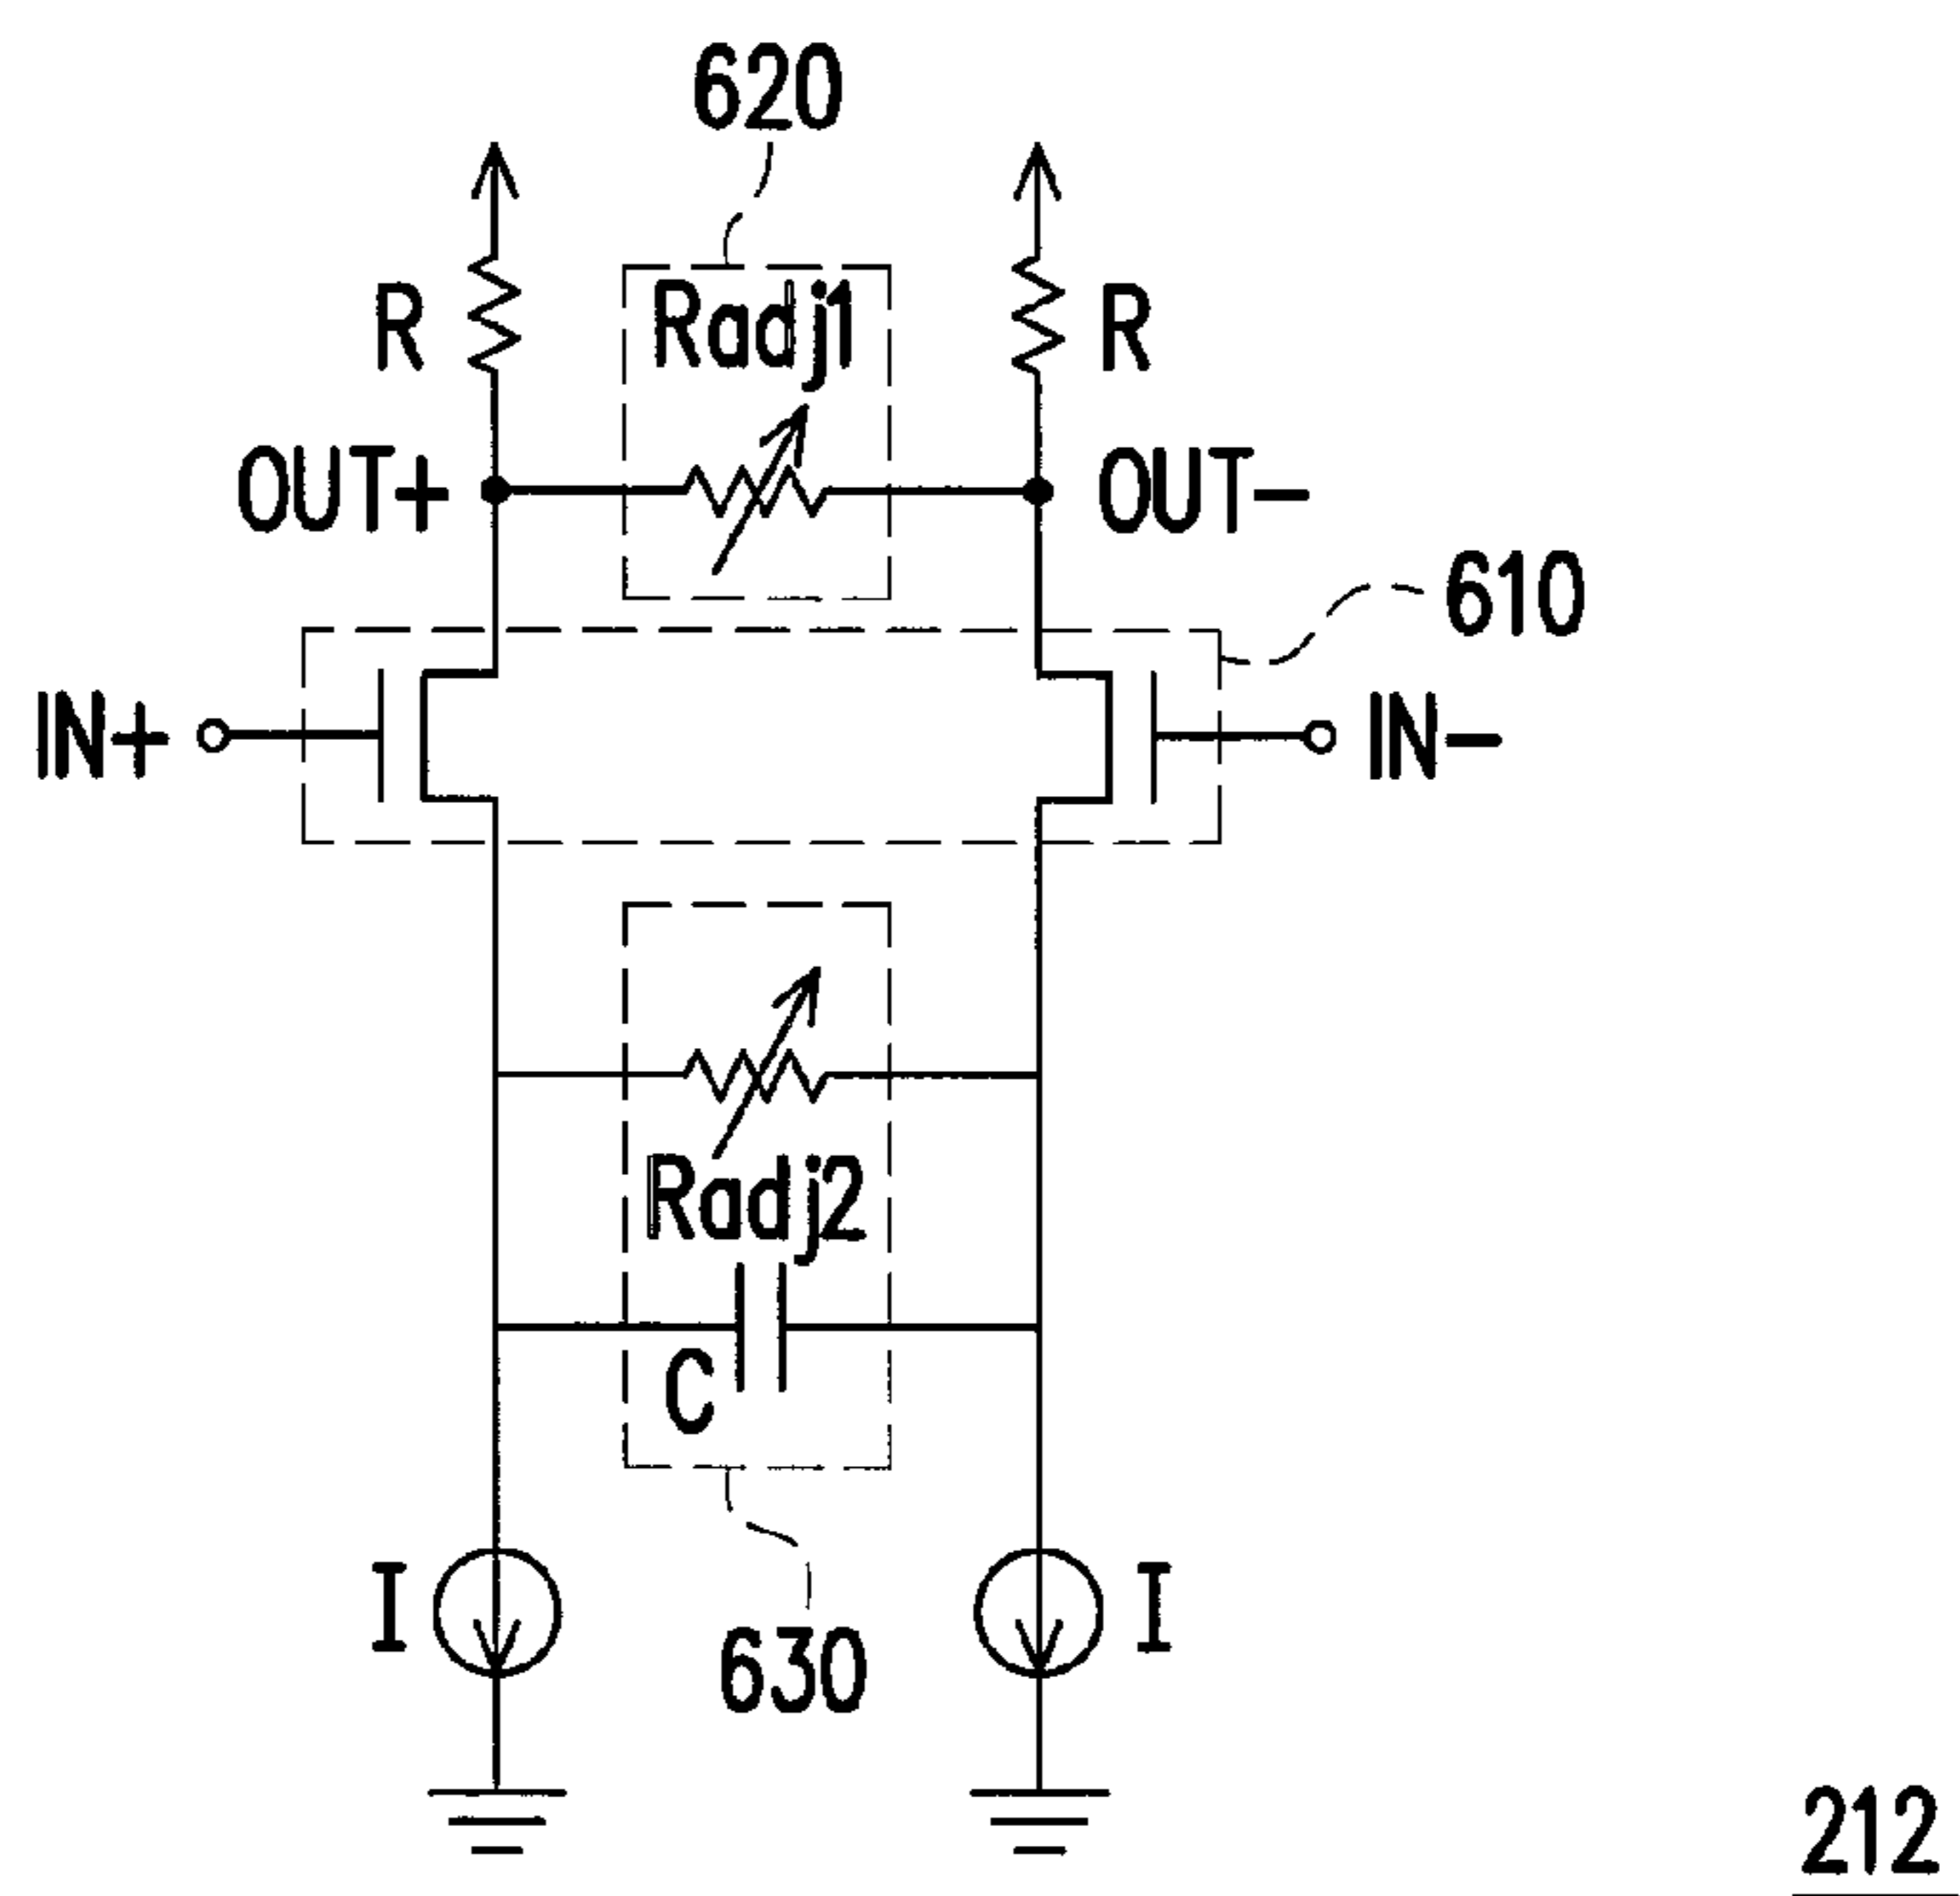 620
R
Radj1
R
OUT+
OUT−
610
IN+
IN−
Radj2
C
I
I
630
212